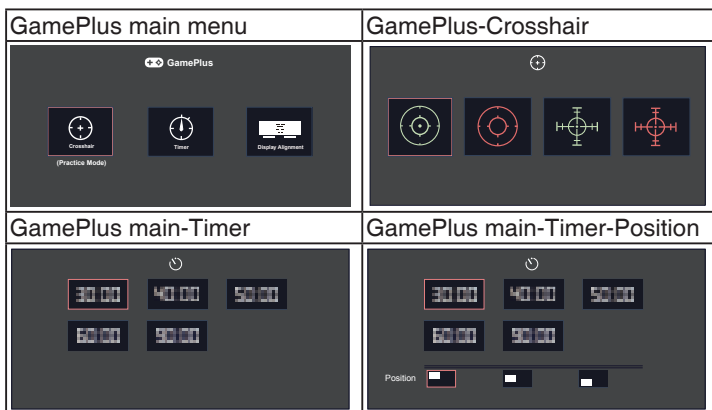 GamePlus main menu
GamePlus-Crosshair
GamePlus
Crosshair
Timer
Display Alignment
(Practice Mode)
GamePlus main-Timer
GamePlus main-Timer-Position
30:00 40:00 50:00
60:00 90:00
30:00 40:00 50:00
60:00 90:00
Position